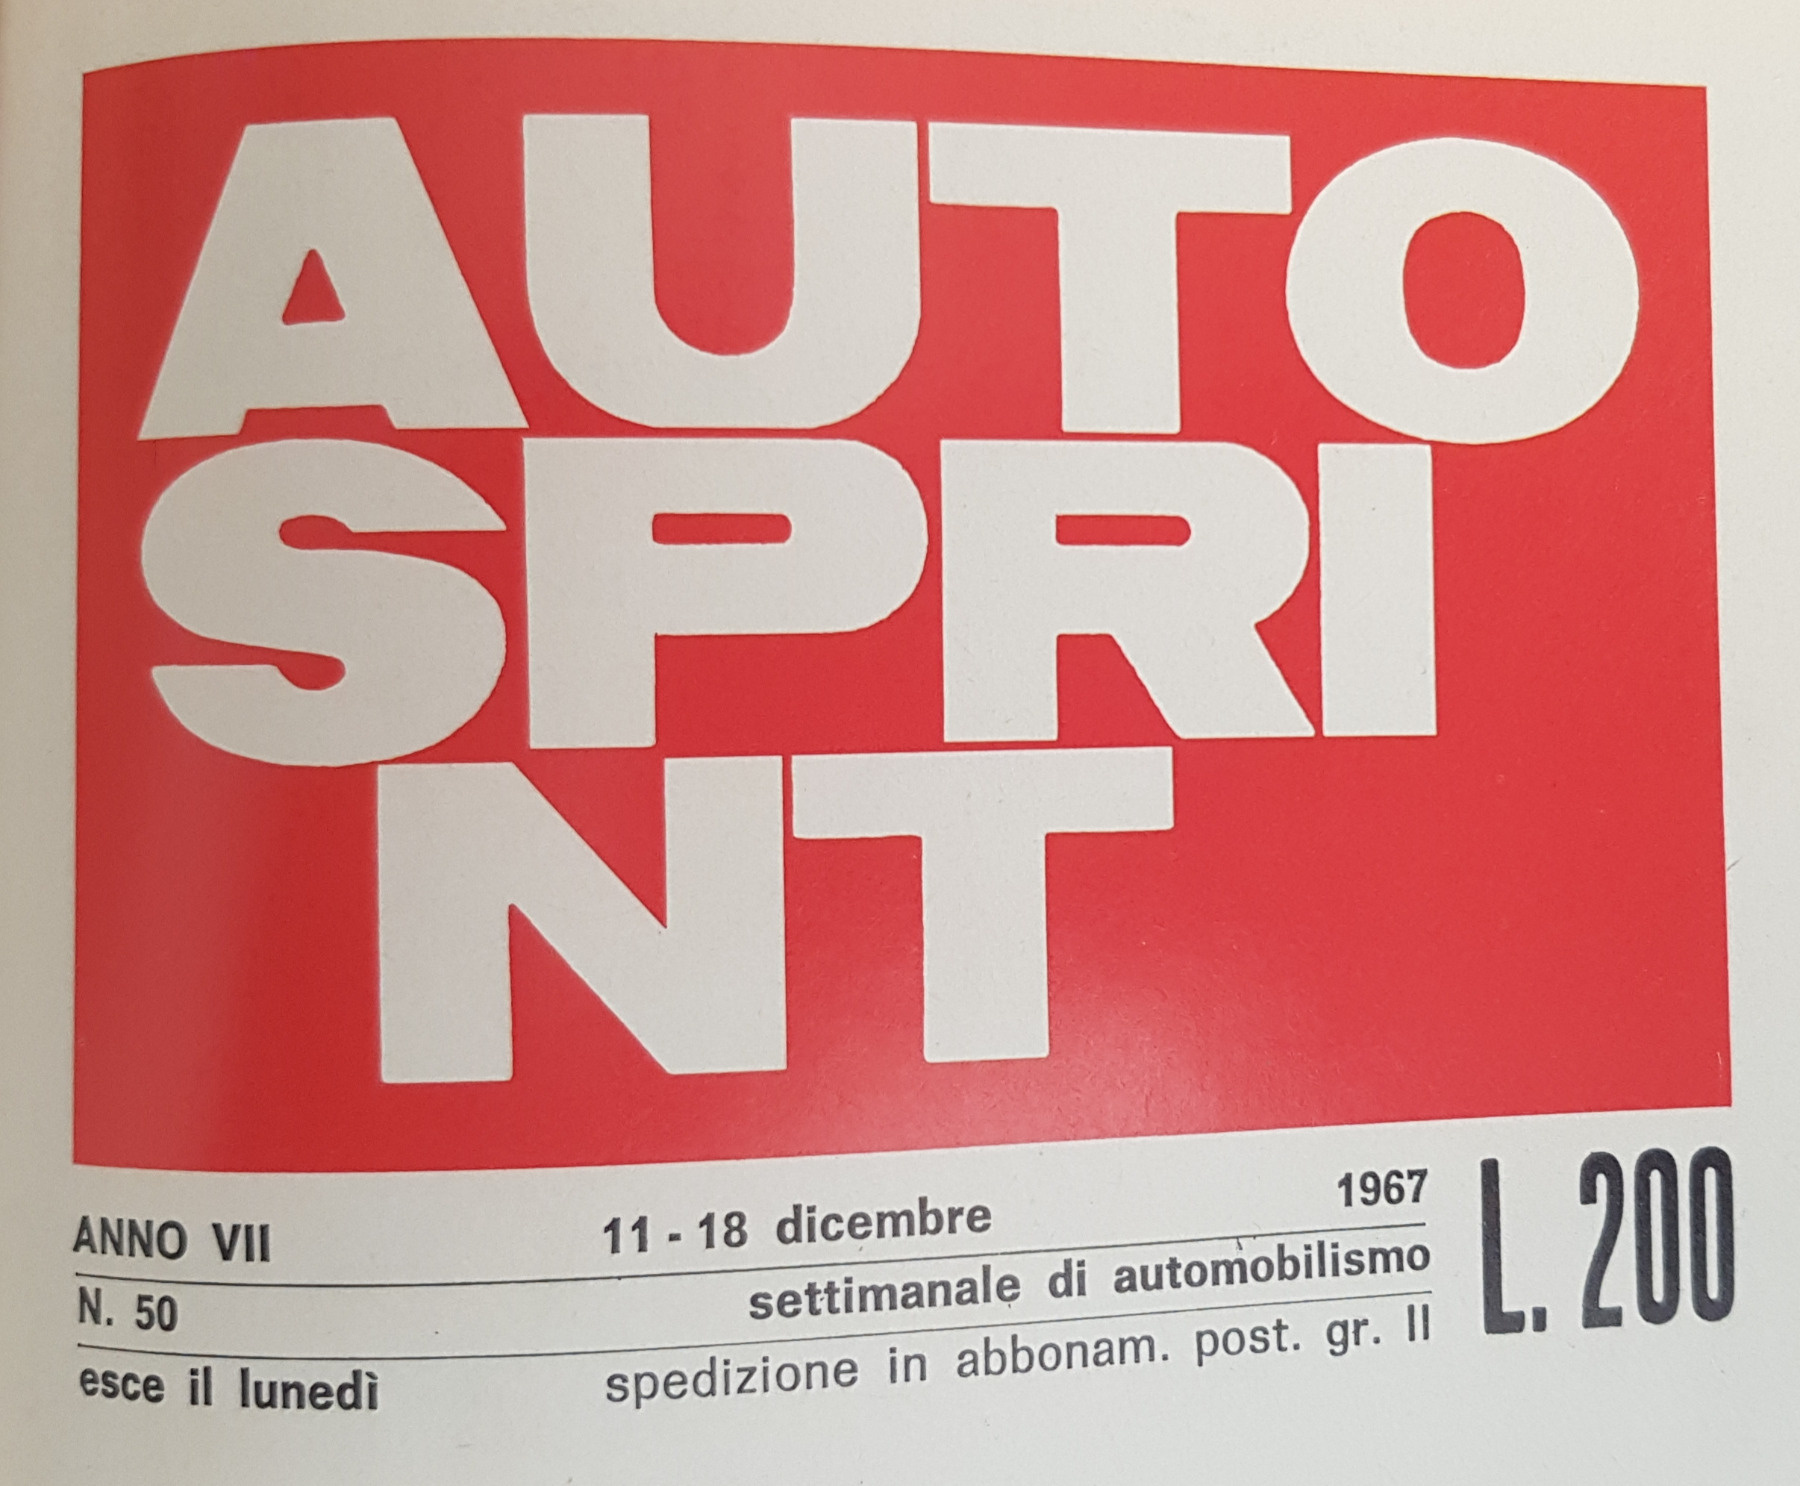 AUTO
SPRI
NT
ANNO VII 11 - 18 dicembre 1967
N. 50 settimanale di automobilismo
esce il lunedì spedizione in abbonam. post. gr. II
L. 200